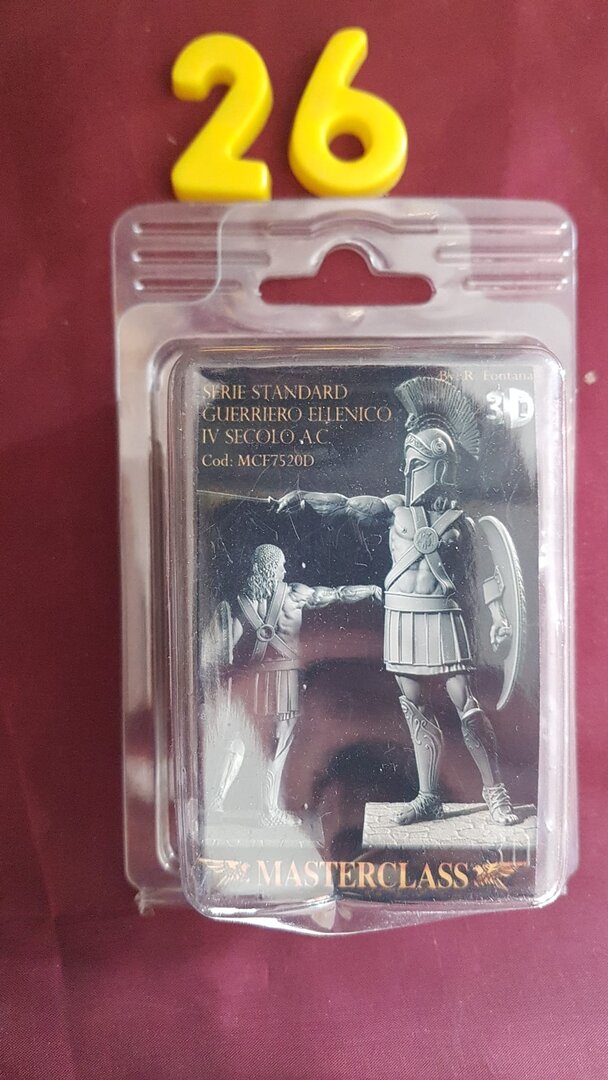 26
By: R. Fontana
SERIE STANDARD
3D
GUERRIERO ELLENICO
IV SECOLO A.C.
Cod: MCF7520D
MASTERCLASS